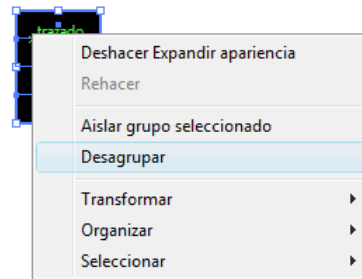 trazado
Deshacer Expandir apariencia
Rehacer
Aislar grupo seleccionado
Desagrupar
Transformar
Organizar
Seleccionar